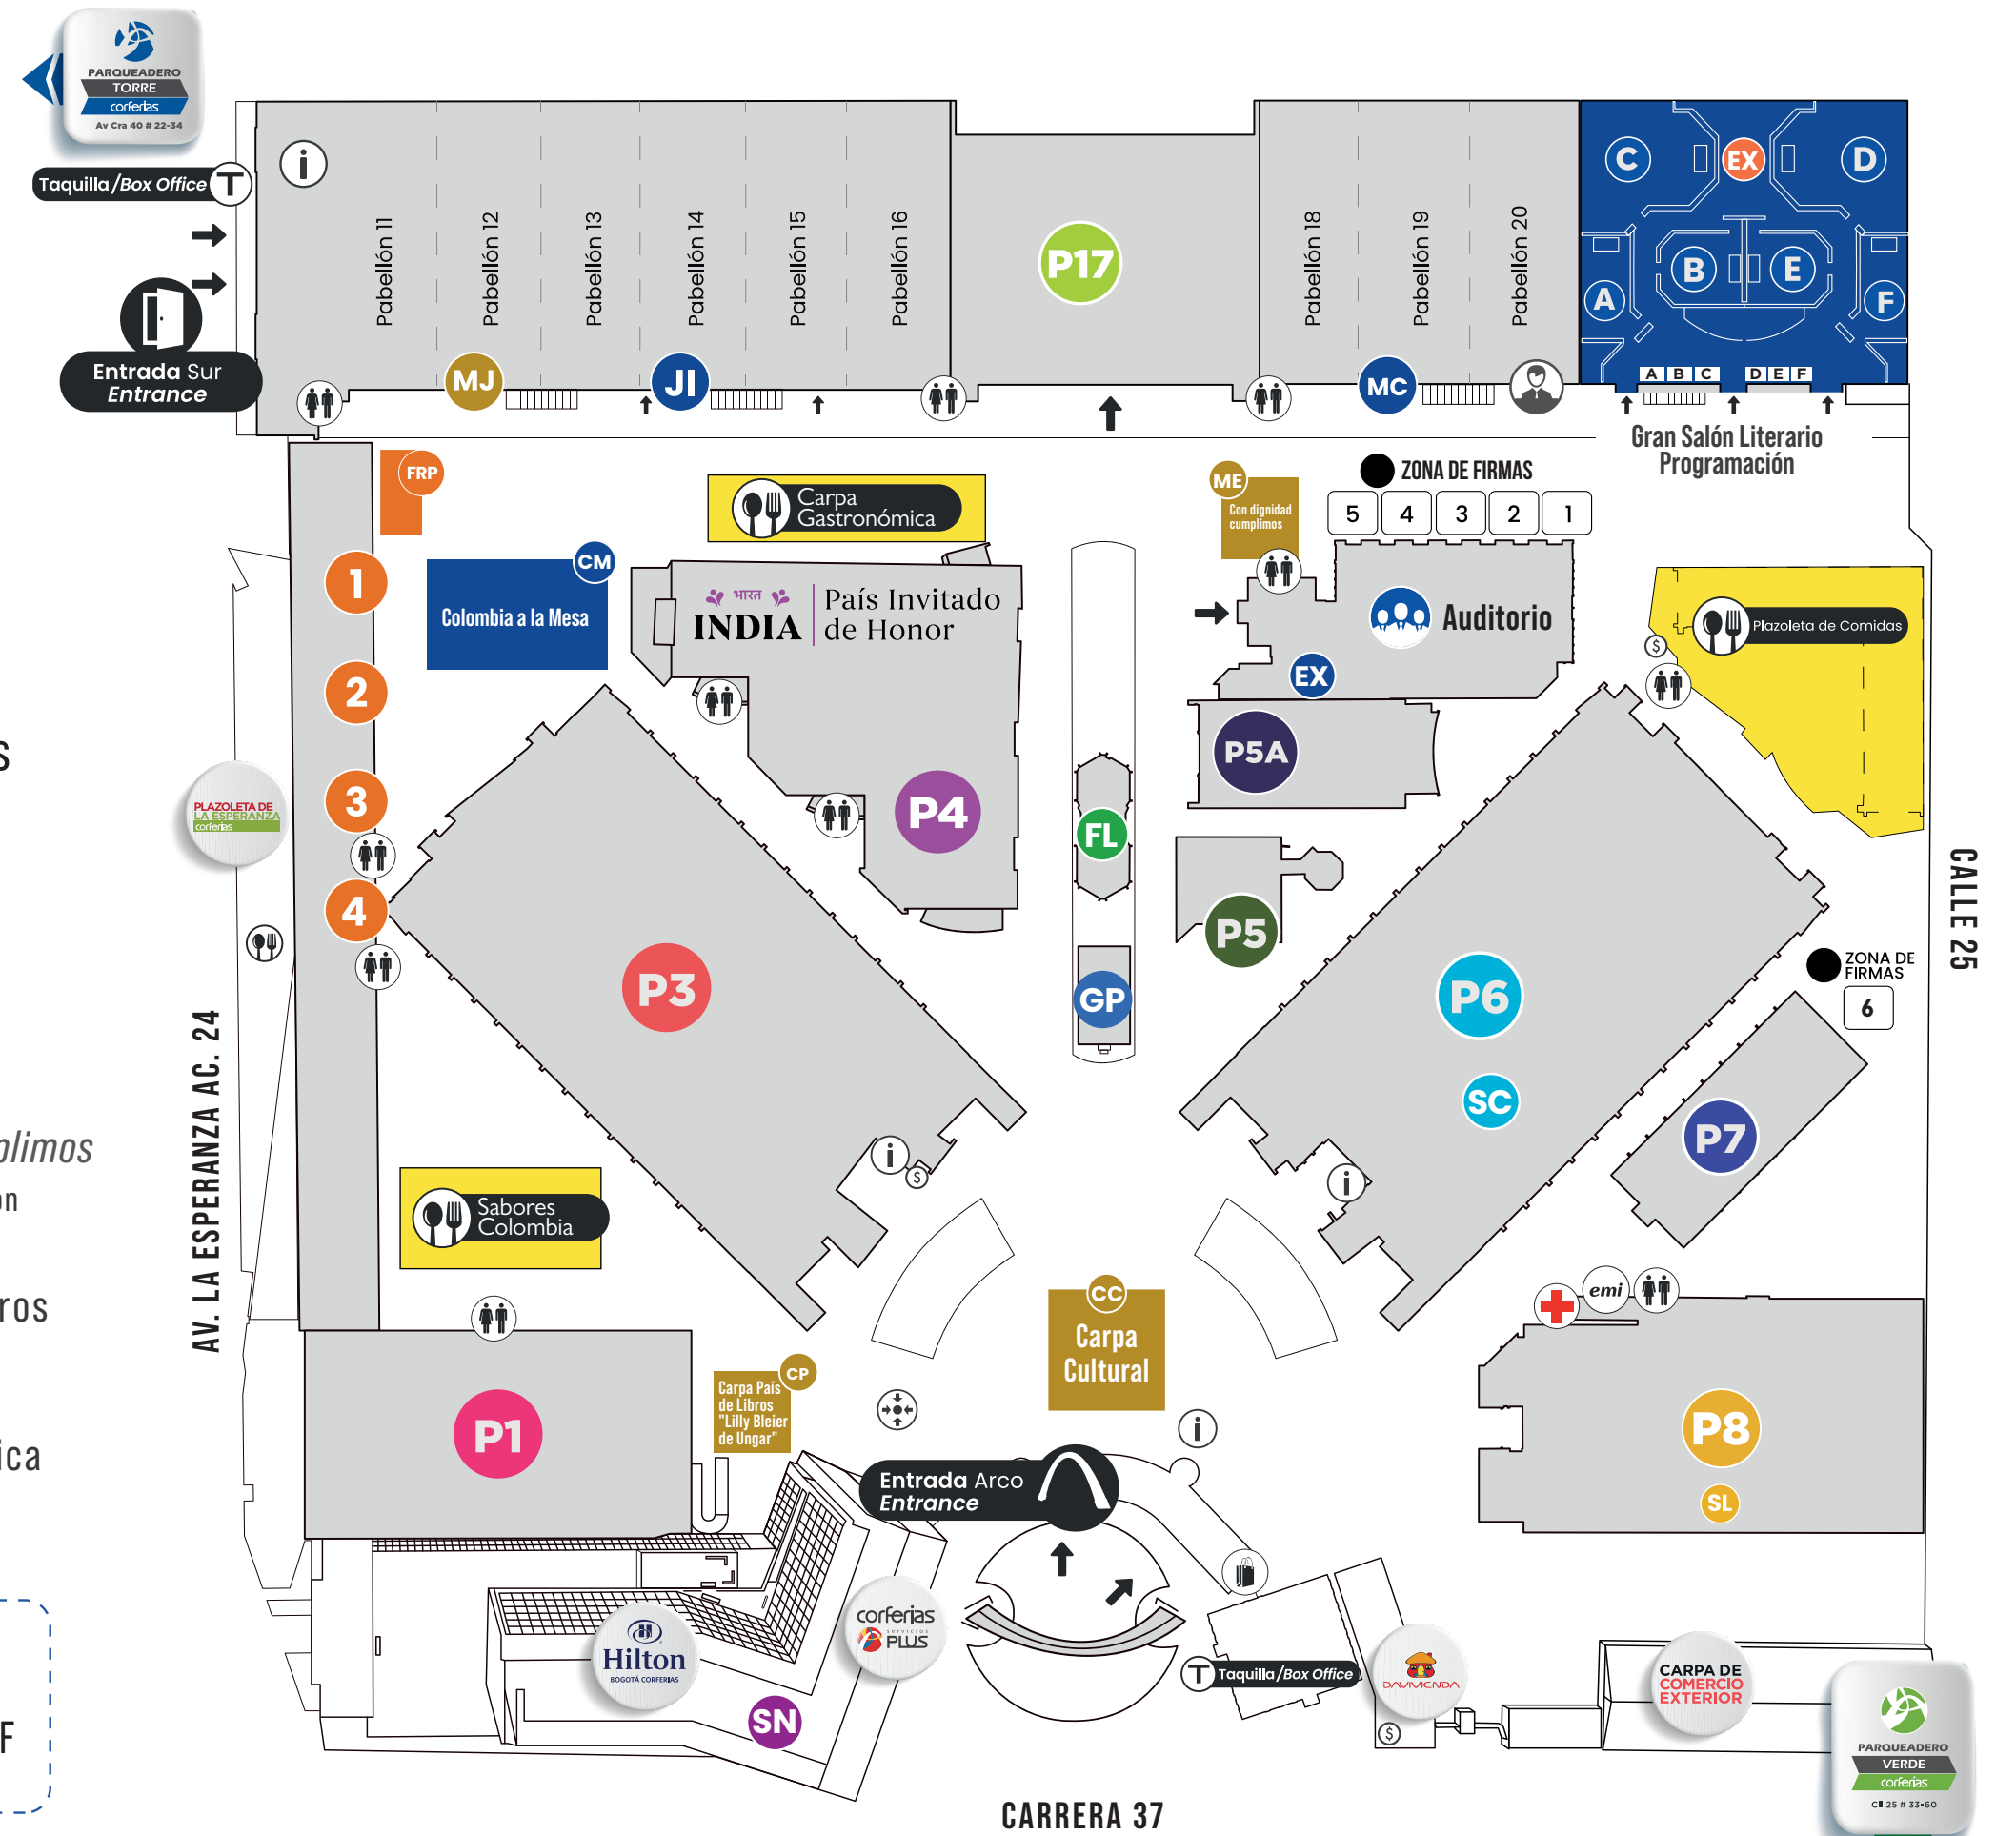 PARQUEADERO
TORRE
corferias
Av Cra 40 # 22-34
Taquilla/Box Office T
i
Entrada Sur
Entrance
Pabellón 11
Pabellón 12
Pabellón 13
Pabellón 14
Pabellón 15
Pabellón 16
P17
Pabellón 18
Pabellón 19
Pabellón 20
C
EX
D
B
E
A
F
A B C
D E F
MJ
JI
MC
Gran Salón Literario
Programación
FRP
Carpa
Gastronómica
ME
Con dignidad
cumplimos
ZONA DE FIRMAS
5
4
3
2
1
CM
Colombia a la Mesa
भारत
INDIA
País Invitado
de Honor
Auditorio
EX
Plazoleta de Comidas
$
1
2
3
4
PLAZOLETA DE
LA ESPERANZA
corferias
P5A
P4
FL
P5
P3
GP
P6
SC
ZONA DE
FIRMAS
6
P7
CALLE 25
AV. LA ESPERANZA AC. 24
s
plimos
on
ros
ica
F
i
$
i
Sabores
Colombia
CC
Carpa
Cultural
emi
P1
CP
Carpa País
de Libros
"Lilly Bleier
de Ungar"
i
P8
SL
Entrada Arco
Entrance
Hilton
BOGOTÁ CORFERIAS
corferias
servicios
PLUS
SN
T Taquilla/Box Office
DAVIVIENDA
$
CARPA DE
COMERCIO
EXTERIOR
PARQUEADERO
VERDE
corferias
Cll 25 # 33-60
CARRERA 37